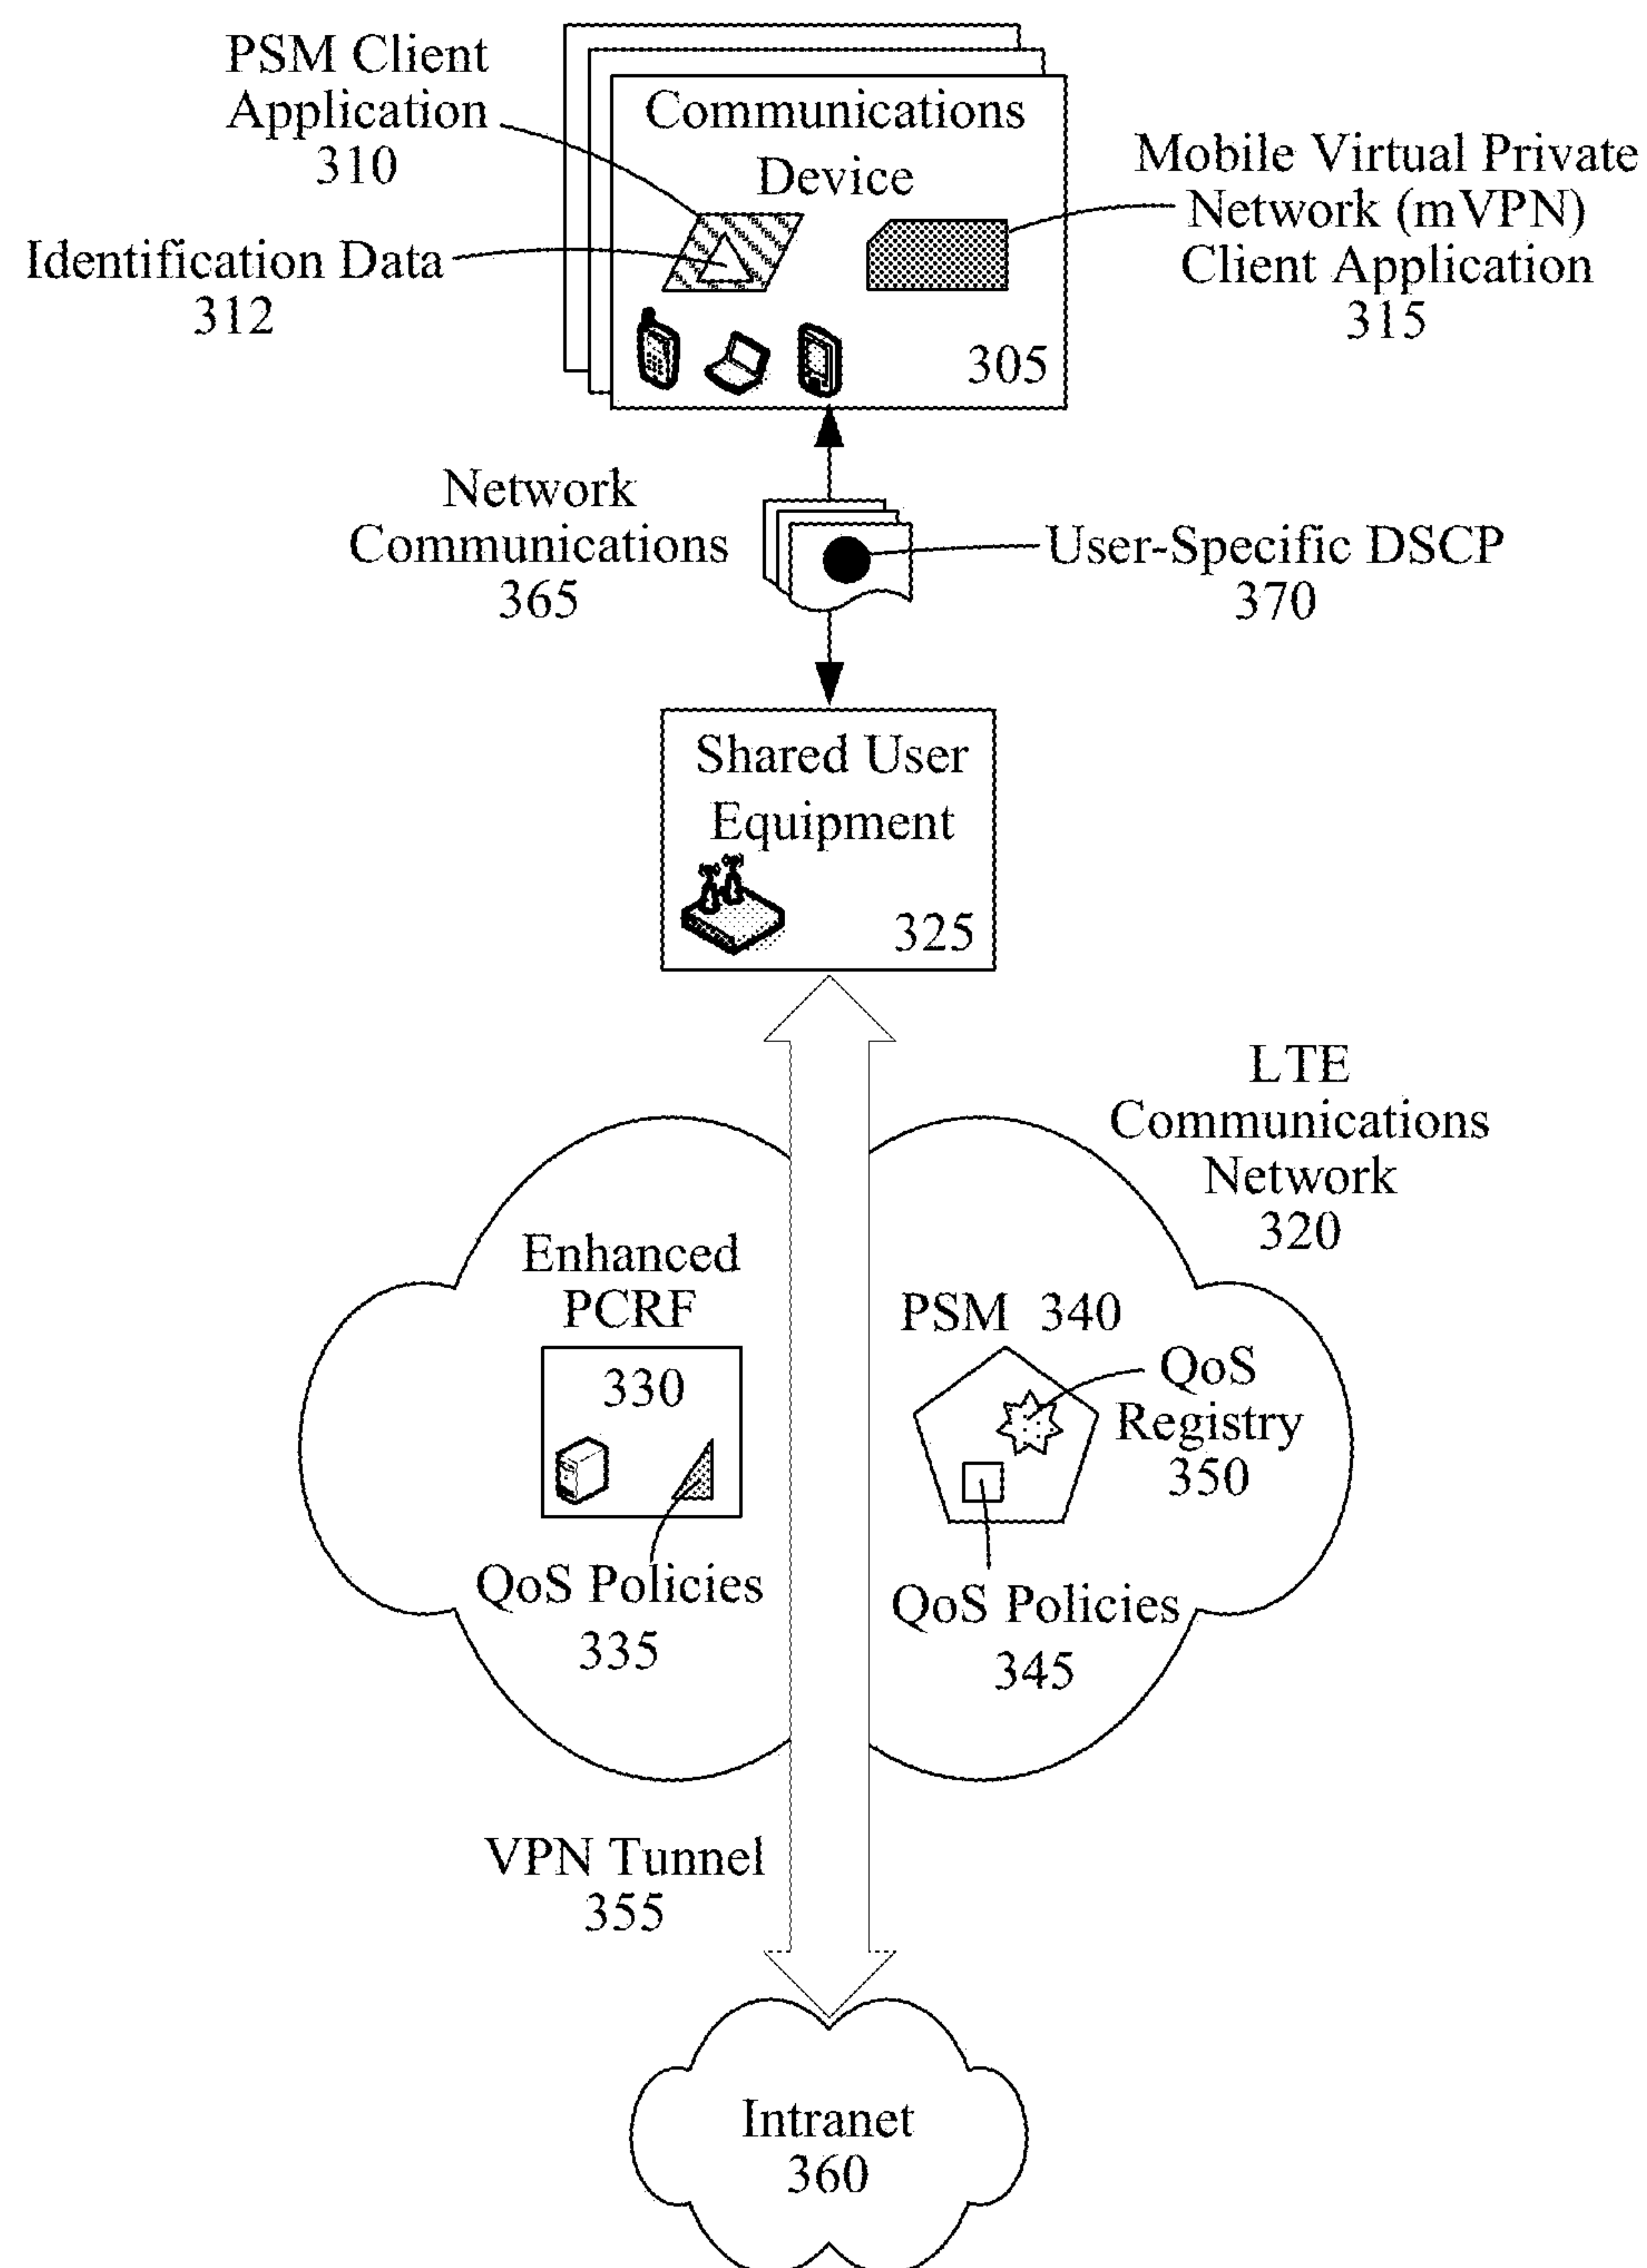 PSM Client
Application
310
Communications
Device
Mobile Virtual Private
Network (mVPN)
Client Application
315
Identification Data
312
305
Network
Communications
365
User-Specific DSCP
370
Shared User
Equipment
325
LTE
Communications
Network
320
Enhanced
PCRF
330
QoS Policies
335
PSM 340
QoS
Registry
350
QoS Policies
345
VPN Tunnel
355
Intranet
360